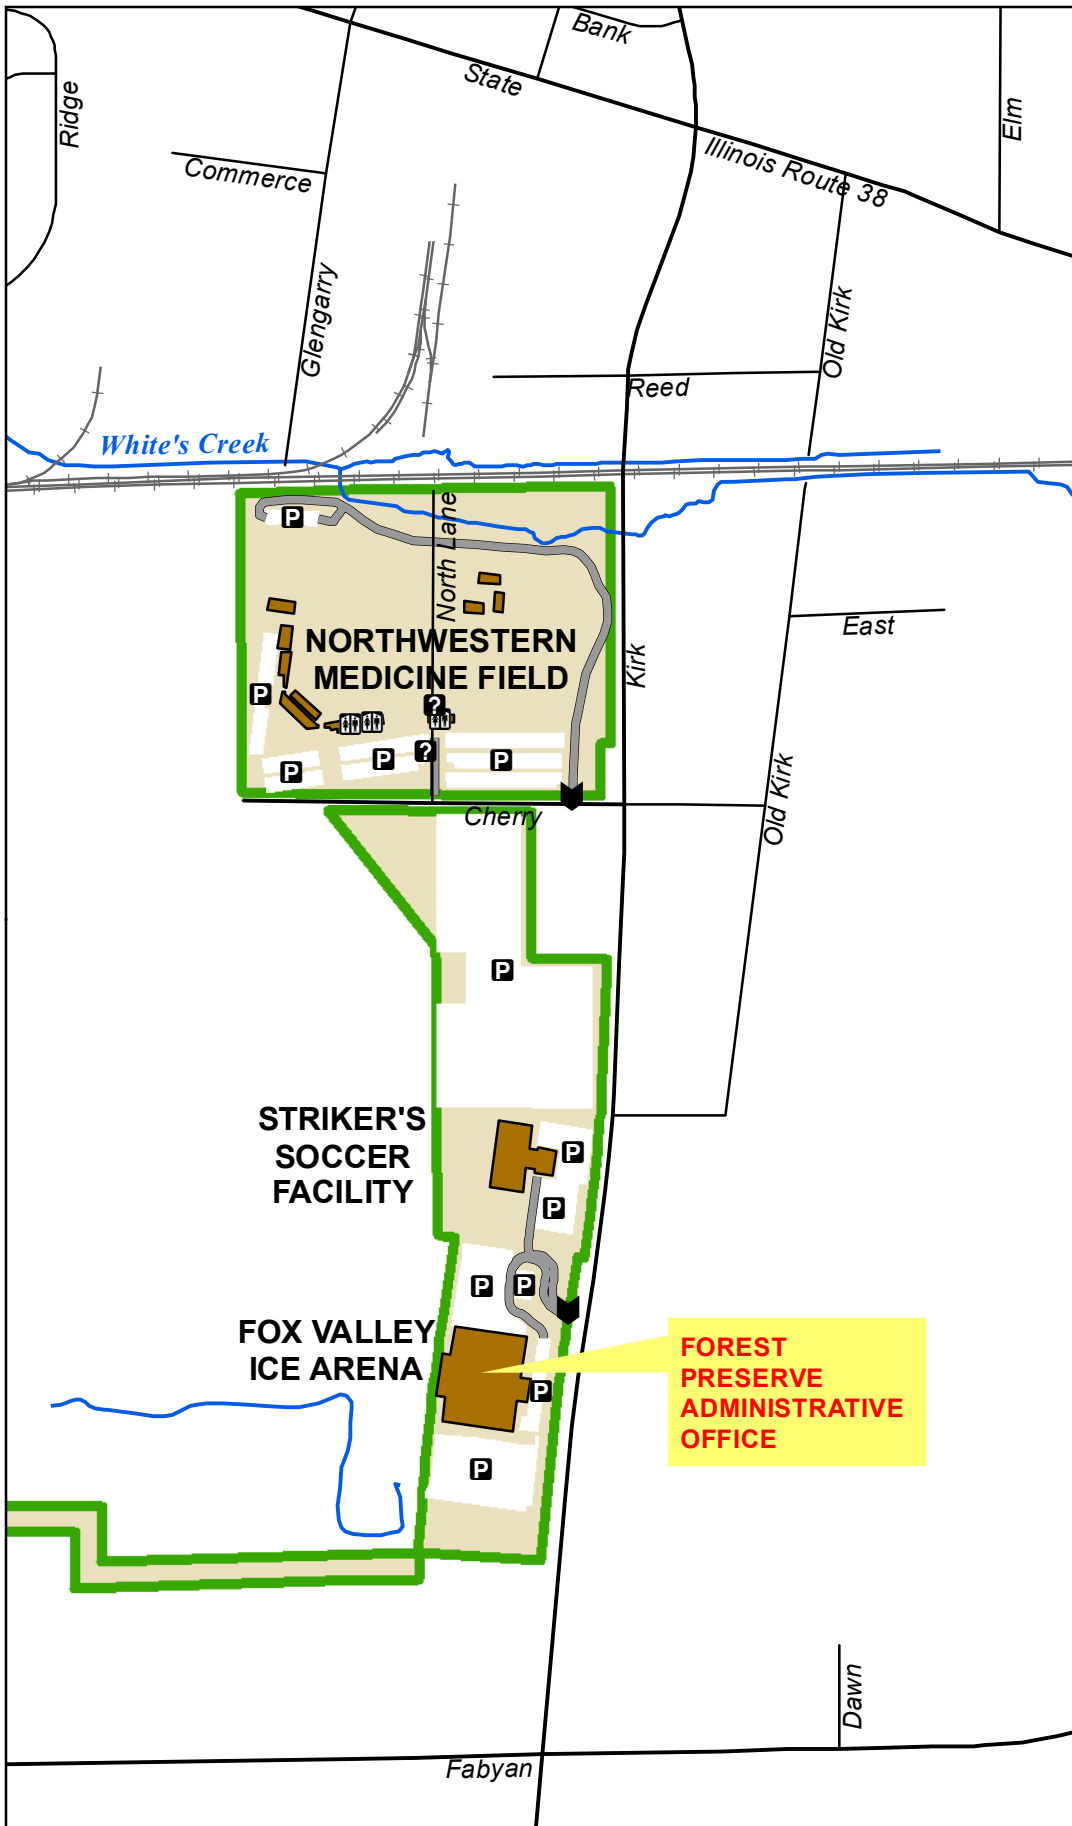 Bank
State
Ridge
Elm
Illinois Route 38
Commerce
Glengarry
Old Kirk
Reed
White's Creek
P
North Lane
East
NORTHWESTERN
MEDICINE FIELD
Kirk
P
?
?
P
P
P
Old Kirk
Cherry
P
STRIKER'S
SOCCER
FACILITY
P
P
P
P
FOX VALLEY
ICE ARENA
FOREST
PRESERVE
ADMINISTRATIVE
OFFICE
P
P
Dawn
Fabyan